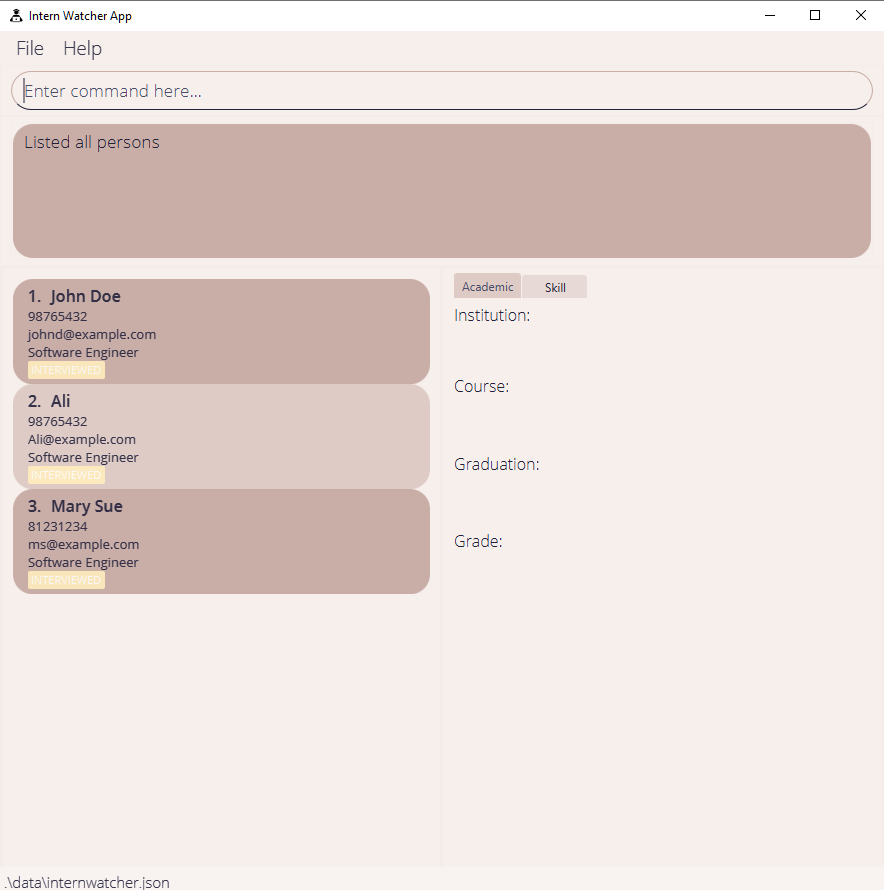 Intern Watcher App
File Help
Enter command here...
Listed all persons
1. John Doe
98765432
johnd@example.com
Software Engineer
INTERVIEWED
2. Ali
98765432
Ali@example.com
Software Engineer
INTERVIEWED
3. Mary Sue
81231234
ms@example.com
Software Engineer
INTERVIEWED
Academic Skill
Institution:
Course:
Graduation:
Grade:
.\data\internwatcher.json